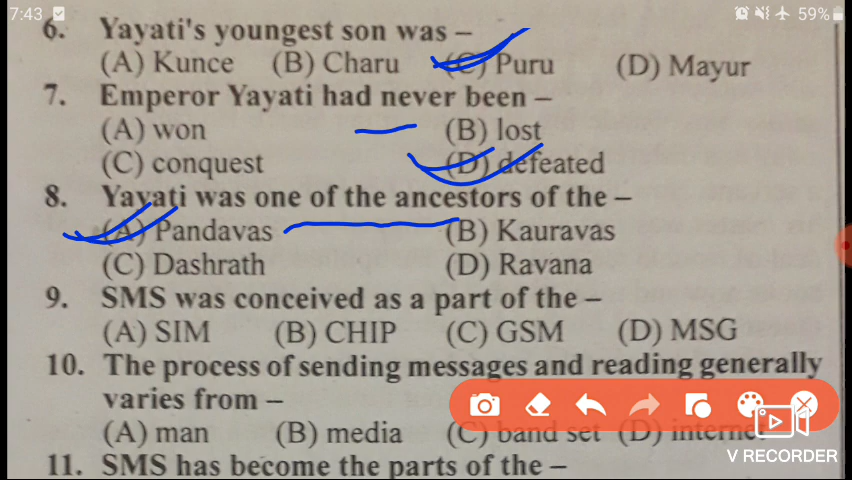 7:43 59%
6. Yayati's youngest son was –
(A) Kunce (B) Charu (C) Puru (D) Mayur
7. Emperor Yayati had never been –
(A) won (B) lost
(C) conquest (D) defeated
8. Yayati was one of the ancestors of the –
(A) Pandavas (B) Kauravas
(C) Dashrath (D) Ravana
9. SMS was conceived as a part of the –
(A) SIM (B) CHIP (C) GSM (D) MSG
10. The process of sending messages and reading generally
varies from –
(A) man (B) media (C) band set (D) internet
V RECORDER
11. SMS has become the parts of the –